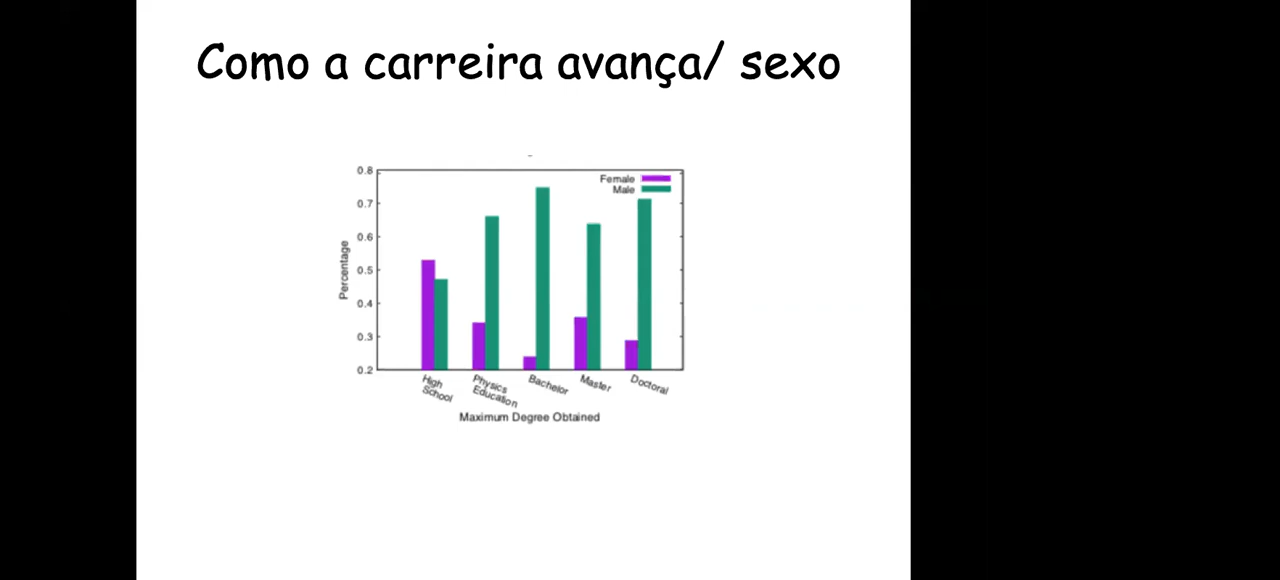 Como a carreira avança/ sexo
0.8
0.7
0.6
0.5
0.4
0.3
0.2
Percentage
Female
Male
High
School
Physics
Education
Bachelor
Master
Doctoral
Maximum Degree Obtained